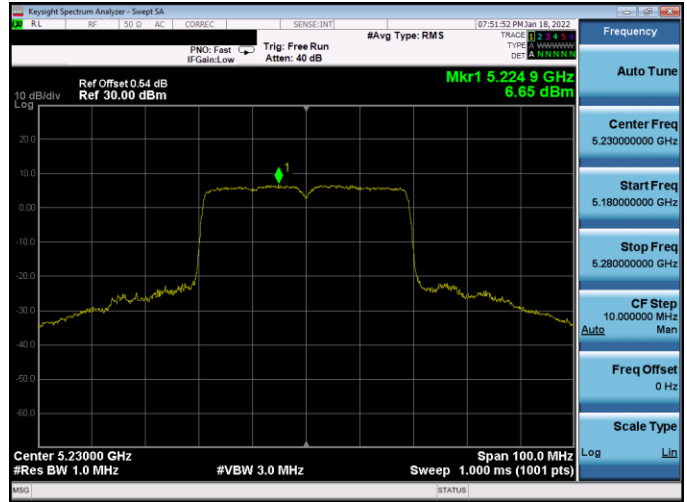 Keysight Spectrum Analyzer - Swept SA
LXI RL RF 50 Ω AC CORREC SENSE:INT 07:51:52 PM Jan 18, 2022
#Avg Type: RMS TRACE 1 2 3 4 5 6
PNO: Fast Trig: Free Run TYPE A WWWWW
IFGain:Low Atten: 40 dB DET A N N N N N
Mkr1 5.224 9 GHz
Ref Offset 0.54 dB
10 dB/div Ref 30.00 dBm 6.65 dBm
Log
20.0
1
10.0
0.00
-10.0
-20.0
-30.0
-40.0
-50.0
-60.0
Center 5.23000 GHz Span 100.0 MHz
#Res BW 1.0 MHz #VBW 3.0 MHz Sweep 1.000 ms (1001 pts)
MSG STATUS
Frequency
Auto Tune
Center Freq
5.230000000 GHz
Start Freq
5.180000000 GHz
Stop Freq
5.280000000 GHz
CF Step
10.000000 MHz
Auto Man
Freq Offset
0 Hz
Scale Type
Log Lin